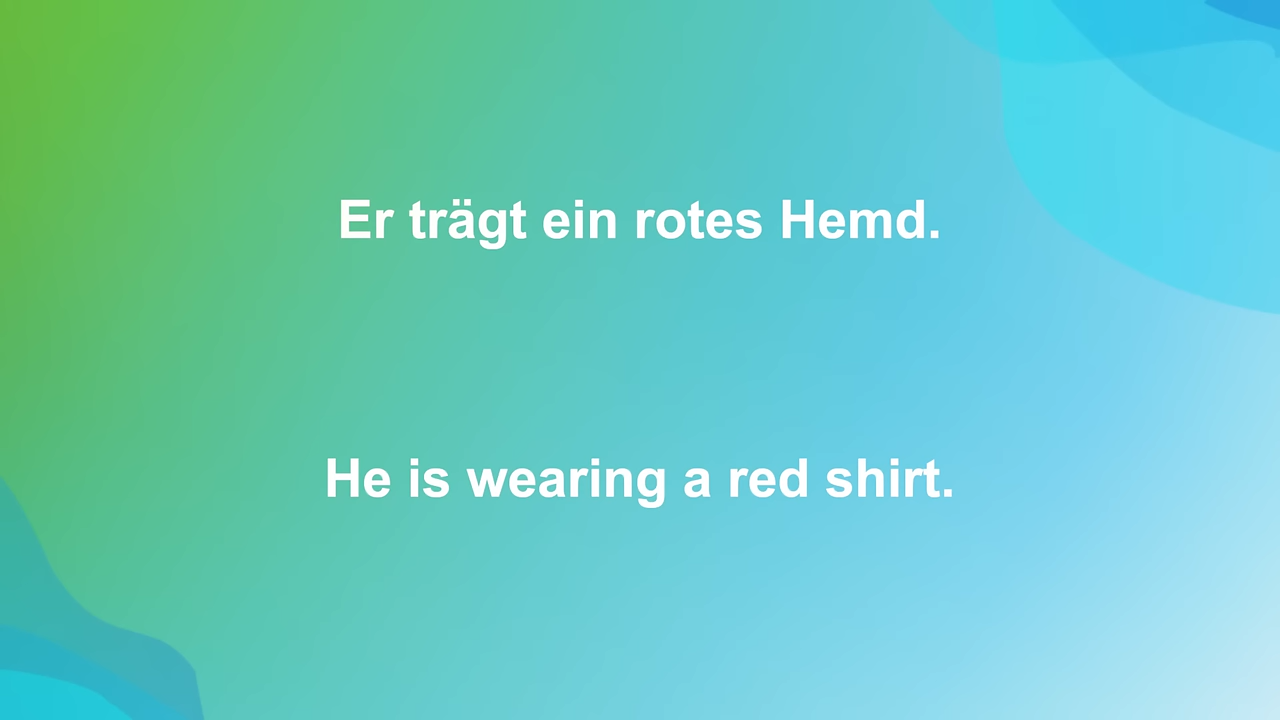 Er trägt ein rotes Hemd.
He is wearing a red shirt.